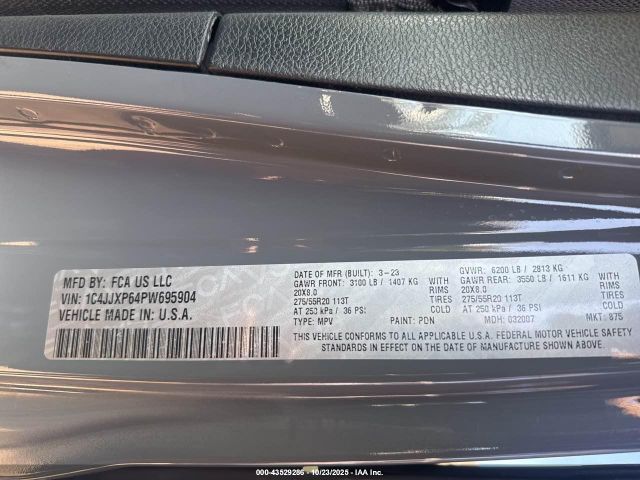 MFD BY: FCA US LLC
VIN: 1C4JJXP64PW695904
VEHICLE MADE IN: U.S.A.
DATE OF MFR (BUILT): 3-23
GAWR FRONT: 3100 LB / 1407 KG
20X8.0
275/55R20 113T
AT 250 kPa / 36 PSI
TYPE: MPV
PAINT: PDN
WITH
RIMS
TIRES
COLD
GVWR: 6200 LB / 2813 KG
GAWR REAR: 3550 LB / 1611 KG
20X8.0
275/55R20 113T
AT 250 kPa / 36 PSI
MDH: 032007
WITH
RIMS
TIRES
COLD
MKT: 875
THIS VEHICLE CONFORMS TO ALL APPLICABLE U.S.A. FEDERAL MOTOR VEHICLE SAFETY
STANDARDS IN EFFECT ON THE DATE OF MANUFACTURE SHOWN ABOVE.
000-43529286 - 10/23/2025 - IAA Inc.